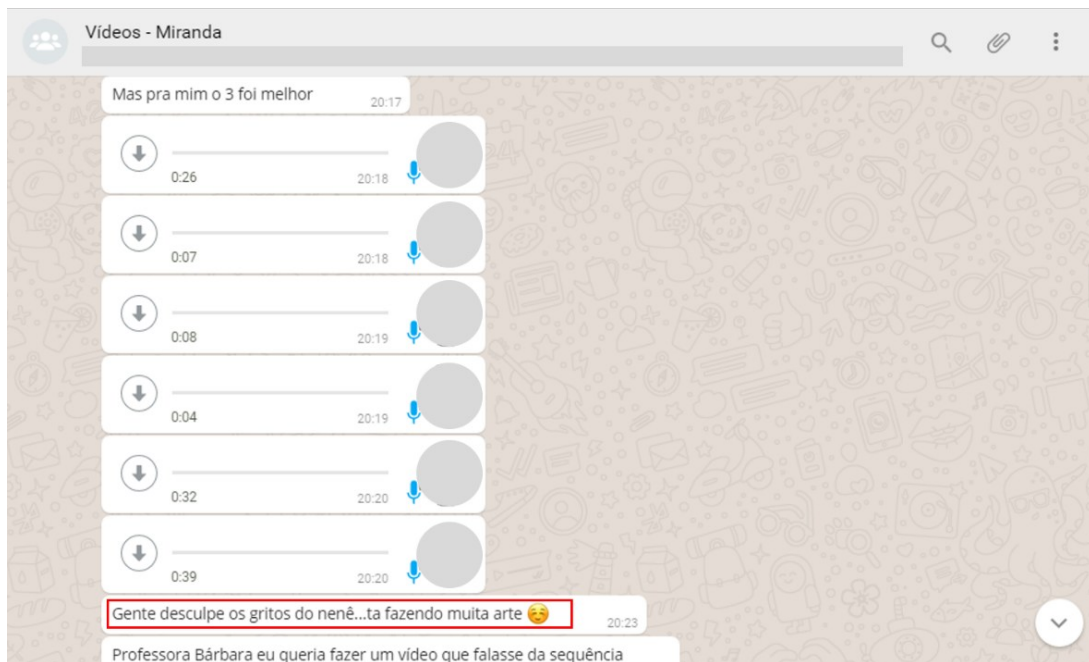 Vídeos - Miranda
Mas pra mim o 3 foi melhor 20:17
0:26 20:18
0:07 20:18
0:08 20:19
0:04 20:19
0:32 20:20
0:39 20:20
Gente desculpe os gritos do nenê...ta fazendo muita arte ☺️ 20:23
Professora Bárbara eu queria fazer um vídeo que falasse da sequência